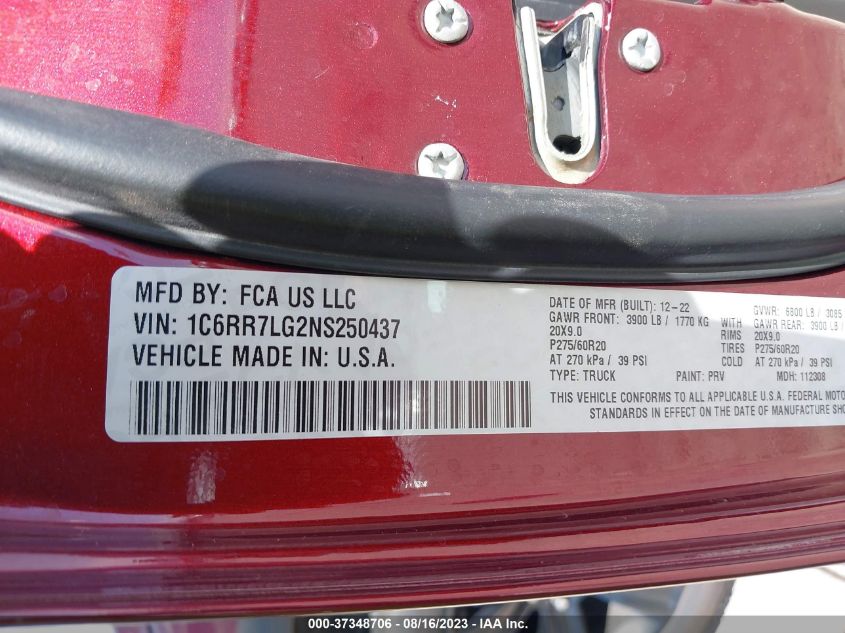 MFD BY: FCA US LLC
VIN: 1C6RR7LG2NS250437
VEHICLE MADE IN: U.S.A.
DATE OF MFR (BUILT): 12-22 GVWR: 6800 LB / 3085
GAWR FRONT: 3900 LB / 1770 KG WITH GAWR REAR: 3900 LB /
20X9.0 RIMS 20X9.0
P275/60R20 TIRES P275/60R20
AT 270 kPa / 39 PSI COLD AT 270 kPa / 39 PSI
TYPE: TRUCK PAINT: PRV MDH: 112308
THIS VEHICLE CONFORMS TO ALL APPLICABLE U.S.A. FEDERAL
STANDARDS IN EFFECT ON THE DATE OF MANUFACTURE
000-37348706 - 08/16/2023 - IAA Inc.